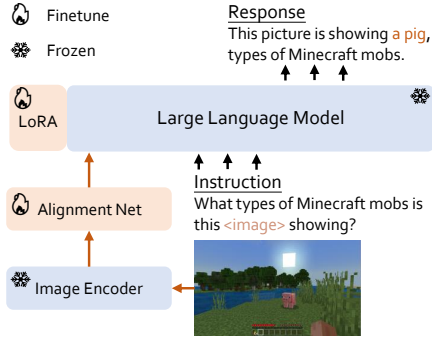 Finetune
Frozen
Response
This picture is showing a pig,
types of Minecraft mobs.
LoRA
Large Language Model
Instruction
What types of Minecraft mobs is
this <image> showing?
Alignment Net
Image Encoder